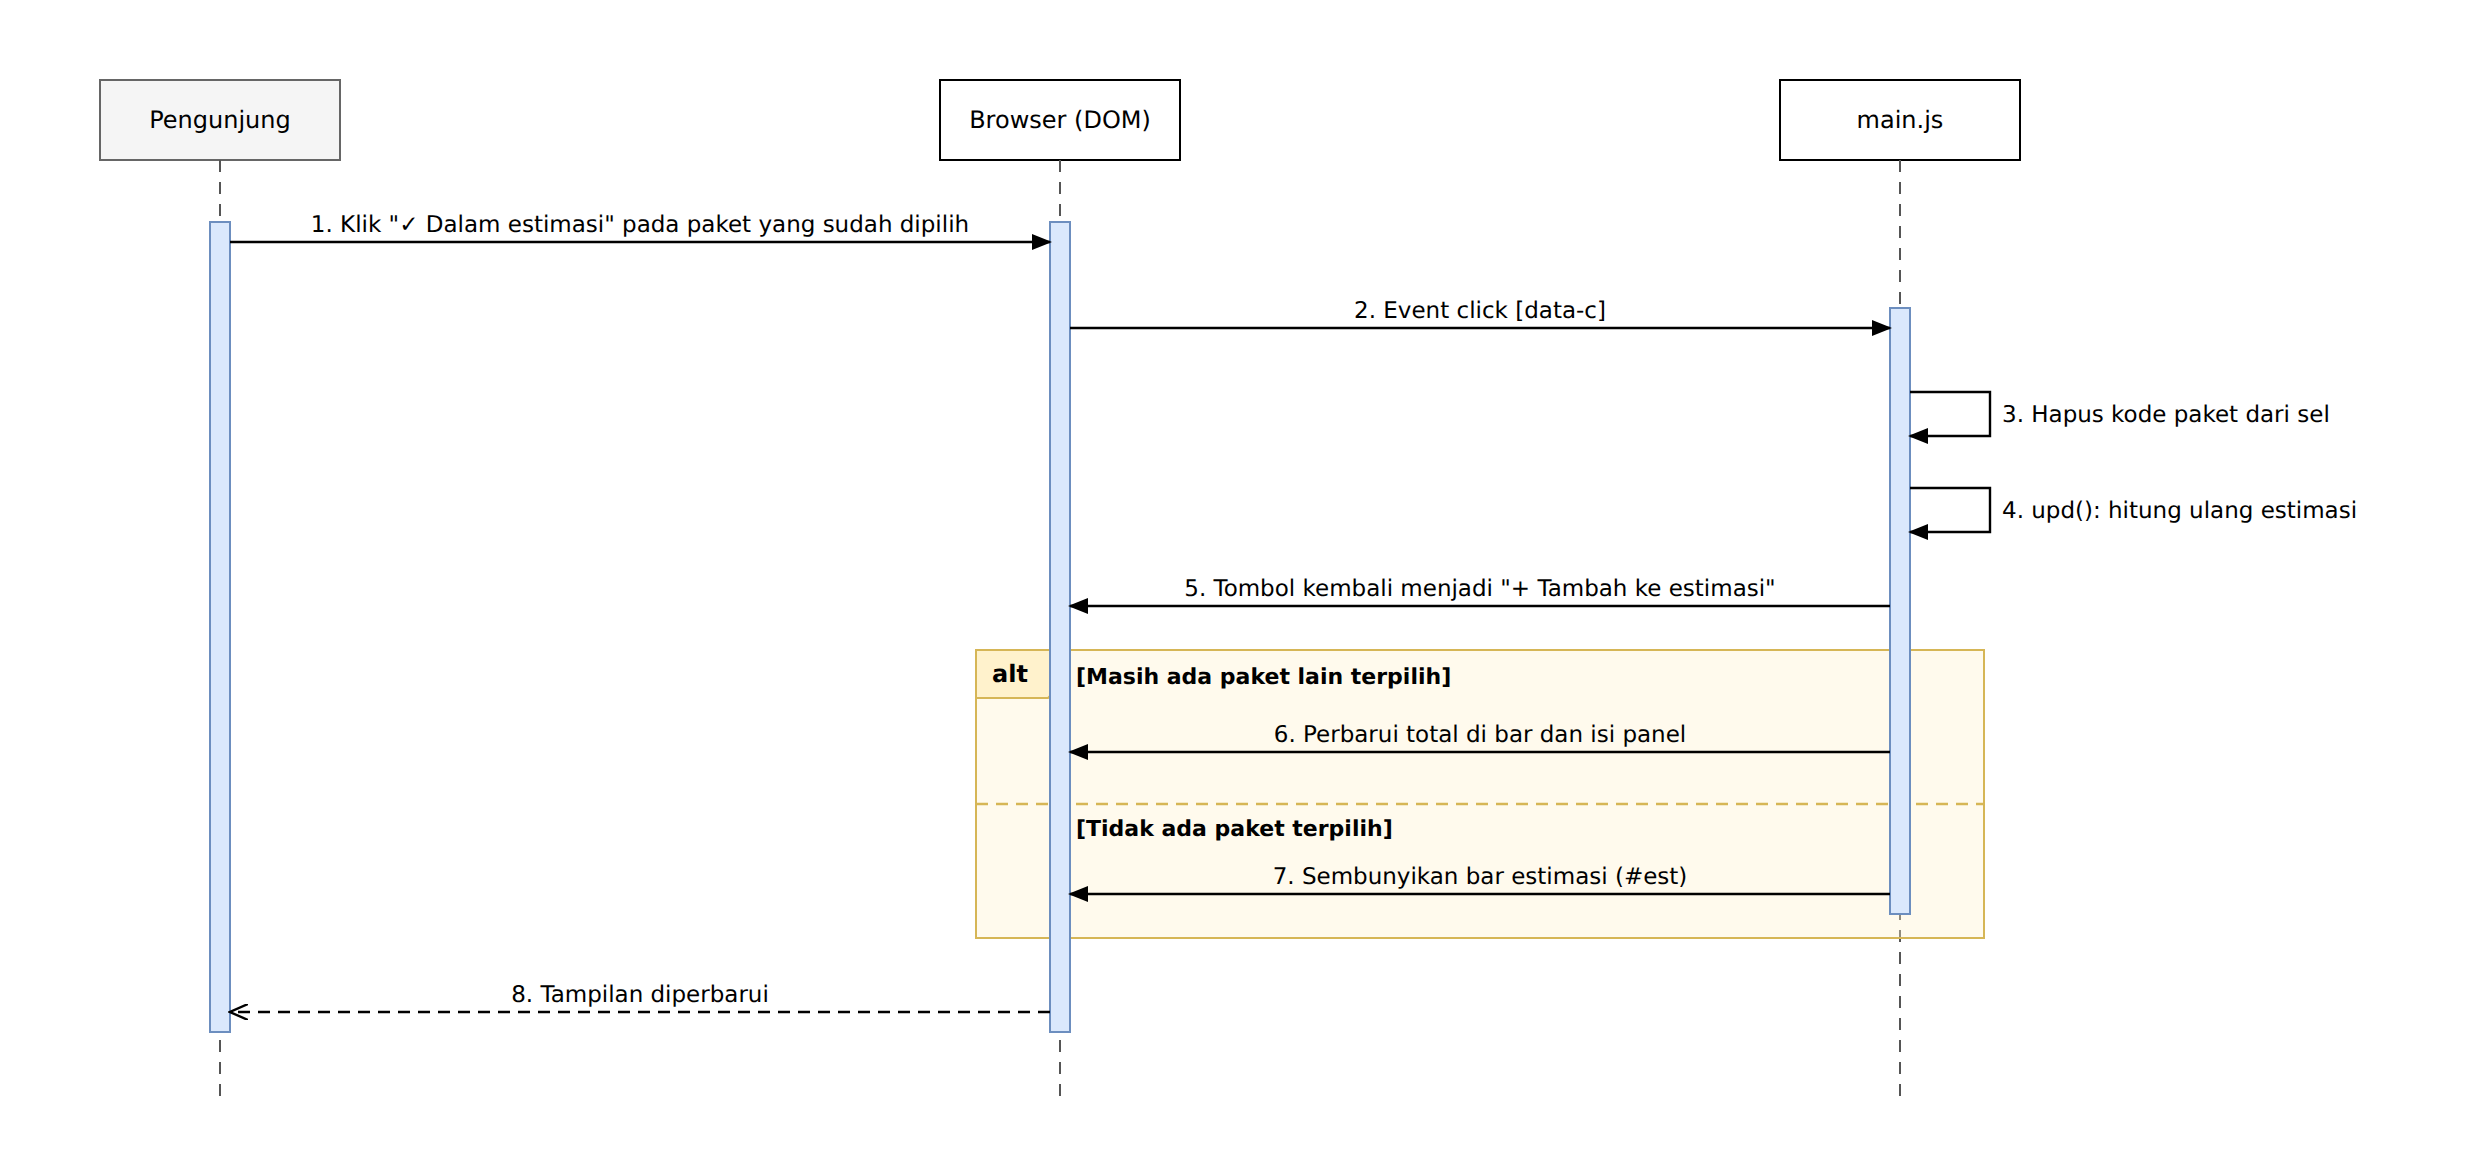 Pengunjung
Browser (DOM)
main.js
1. Klik "✓ Dalam estimasi" pada paket yang sudah dipilih
2. Event click [data-c]
3. Hapus kode paket dari sel
4. upd(): hitung ulang estimasi
5. Tombol kembali menjadi "+ Tambah ke estimasi"
alt
[Masih ada paket lain terpilih]
6. Perbarui total di bar dan isi panel
[Tidak ada paket terpilih]
7. Sembunyikan bar estimasi (#est)
8. Tampilan diperbarui